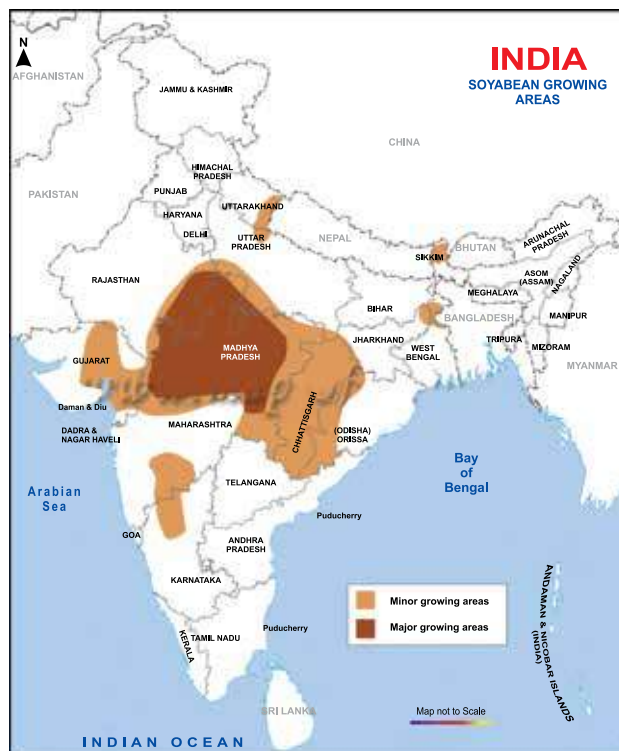 N
INDIA
SOYABEAN GROWING
AREAS
AFGHANISTAN
JAMMU & KASHMIR
CHINA
HIMACHAL
PRADESH
PAKISTAN
PUNJAB
UTTARAKHAND
HARYANA
DELHI
UTTAR
PRADESH
NEPAL
BHUTAN
ARUNACHAL
PRADESH
SIKKIM
RAJASTHAN
ASOM
(ASSAM)
NAGALAND
MEGHALAYA
BIHAR
BANGLADESH
MANIPUR
MADHYA
PRADESH
JHARKHAND
WEST
BENGAL
TRIPURA
MIZORAM
GUJARAT
MYANMAR
Daman & Diu
DADRA &
NAGAR HAVELI
MAHARASHTRA
CHHATTISGARH
(ODISHA)
ORISSA
Arabian
Sea
TELANGANA
Bay
of
Bengal
Puducherry
GOA
ANDHRA
PRADESH
KARNATAKA
Minor growing areas
Major growing areas
ANDAMAN & NICOBAR ISLANDS
(INDIA)
KERALA
TAMIL NADU
Puducherry
SRI LANKA
Map not to Scale
INDIAN OCEAN